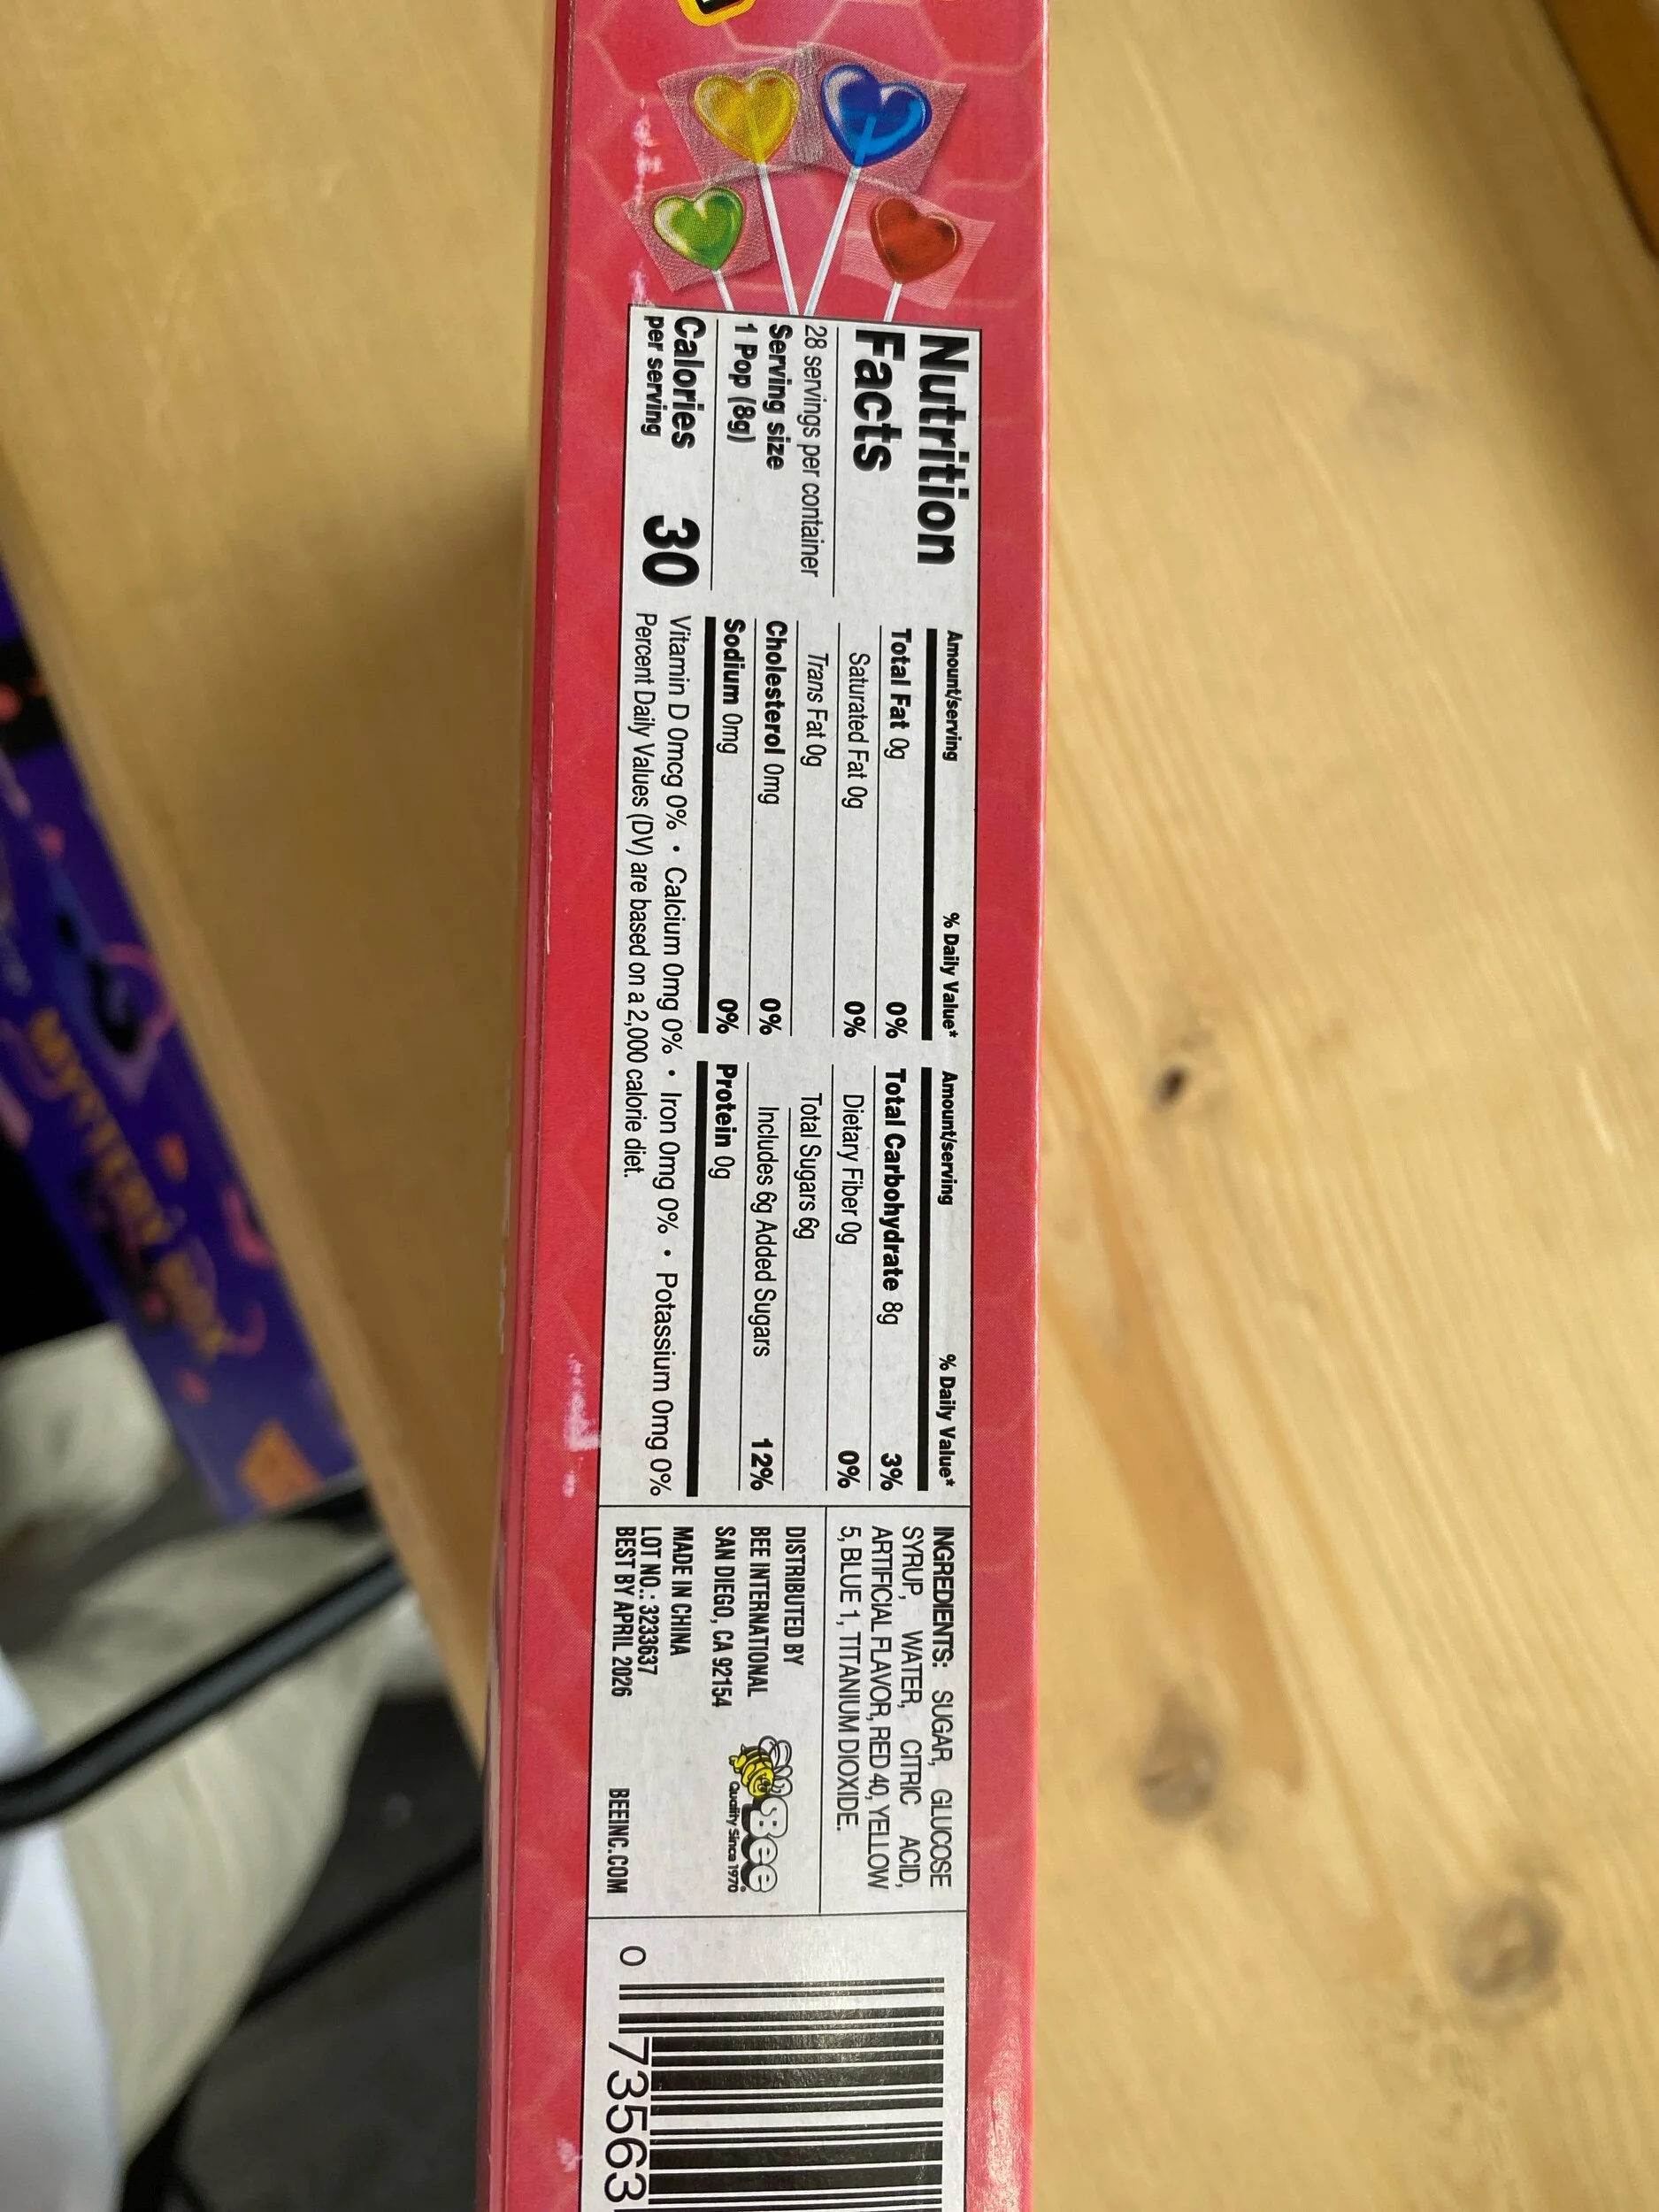 Nutrition
Facts
28 servings per container
Serving size
1 Pop (8g)
Calories 30
per serving
Amount/serving % Daily Value*
Total Fat 0g 0%
Saturated Fat 0g 0%
Trans Fat 0g
Cholesterol 0mg 0%
Sodium 0mg 0%
Amount/serving % Daily Value*
Total Carbohydrate 8g 3%
Dietary Fiber 0g 0%
Total Sugars 6g
Includes 6g Added Sugars 12%
Protein 0g
Vitamin D 0mcg 0% • Calcium 0mg 0% • Iron 0mg 0% • Potassium 0mg 0%
Percent Daily Values (DV) are based on a 2,000 calorie diet.
INGREDIENTS: SUGAR, GLUCOSE
SYRUP, WATER, CITRIC ACID,
ARTIFICIAL FLAVOR, RED 40, YELLOW
5, BLUE 1, TITANIUM DIOXIDE.
DISTRIBUTED BY
BEE INTERNATIONAL
SAN DIEGO, CA 92154
MADE IN CHINA
LOT NO.: 3233637
BEST BY APRIL 2026
Bee
Quality Since 1970
BEEINC.COM
0 73563
MYSTERY BOX